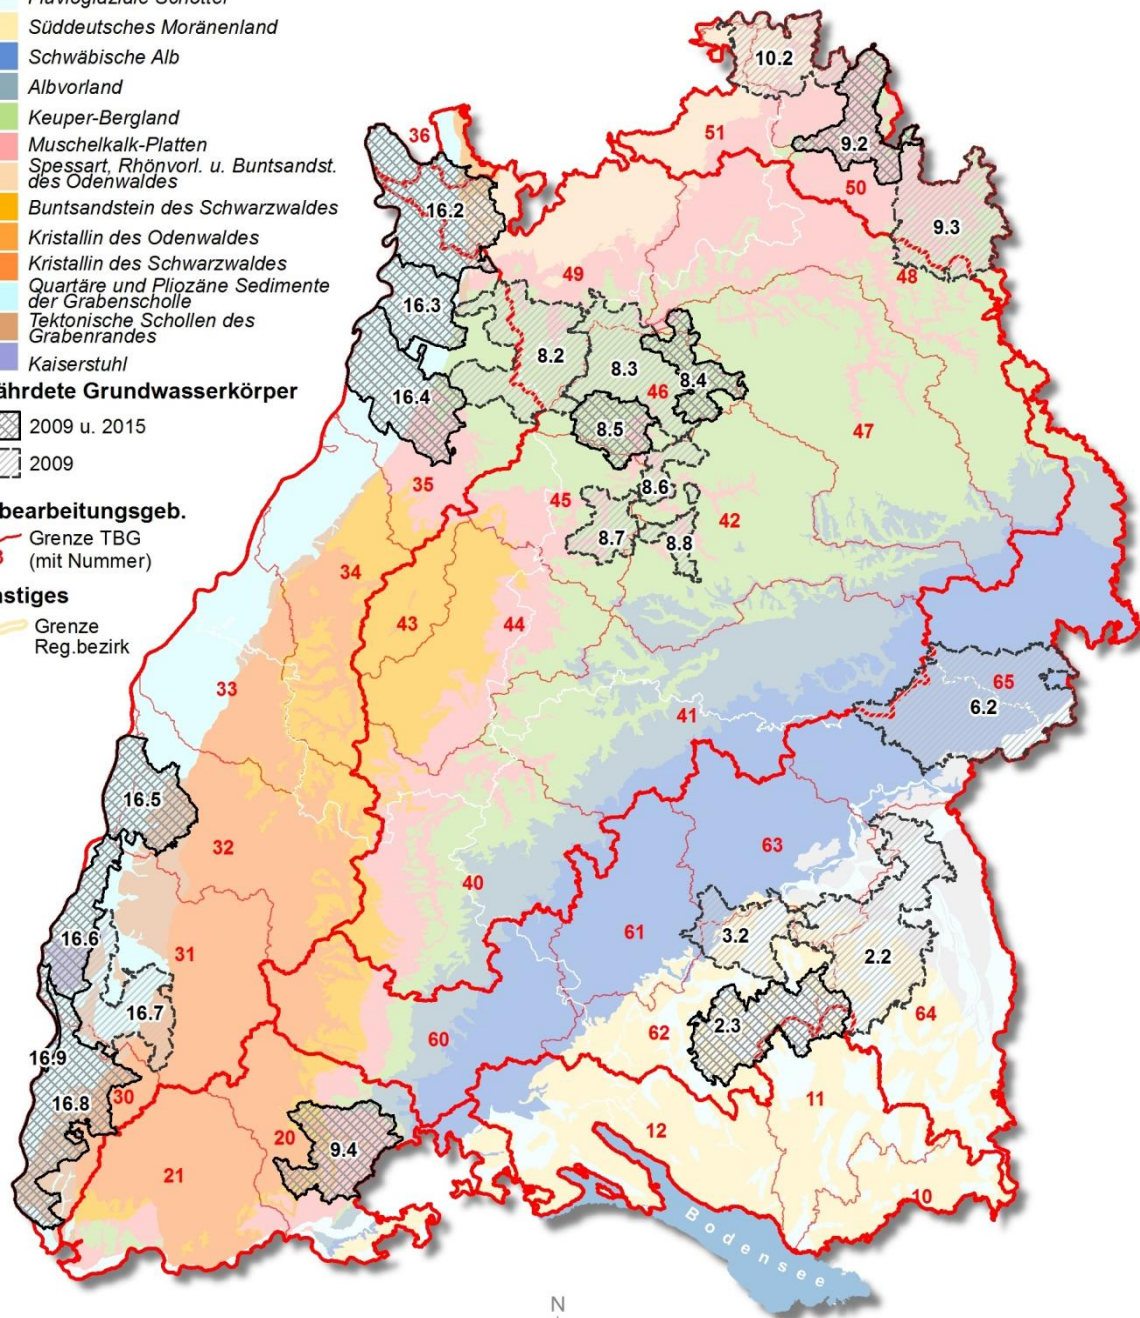 Fluvioglaziale Schotter
Süddeutsches Moränenland
Schwäbische Alb
Albvorland
Keuper-Bergland
Muschelkalk-Platten
Spessart, Rhönvorl. u. Buntsandst.
des Odenwaldes
Buntsandstein des Schwarzwaldes
Kristallin des Odenwaldes
Kristallin des Schwarzwaldes
Quartäre und Pliozäne Sedimente
der Grabenscholle
Tektonische Schollen des
Grabenrandes
Kaiserstuhl
ährdete Grundwasserkörper
2009 u. 2015
2009
bearbeitungsgeb.
Grenze TBG
(mit Nummer)
nstiges
Grenze
Reg.bezirk
10.2
36
51
9.2
50
16.2
9.3
49
48
16.3
8.2
8.3
8.4
46
16.4
8.5
47
35
45
8.6
42
8.7
8.8
34
43
44
33
65
6.2
41
16.5
32
63
40
16.6
61
3.2
31
2.2
16.7
2.3
62
64
60
16.9
16.8
30
11
20
12
9.4
21
10
Bodensee
N